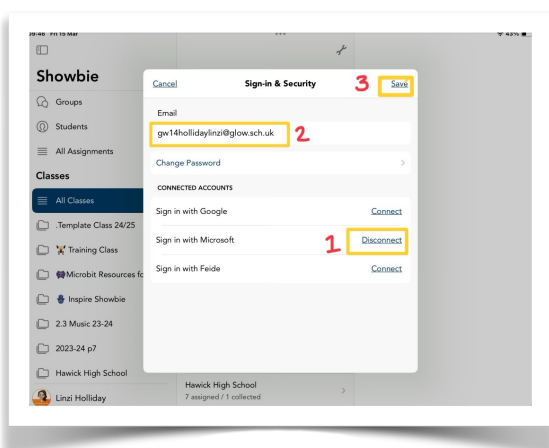 09:46 Fri 15 Mar
43%
Showbie
Groups
Students
All Assignments
Classes
All Classes
.Template Class 24/25
Training Class
Microbit Resources fo
Inspire Showbie
2.3 Music 23-24
2023-24 p7
Hawick High School
Linzi Holliday
Cancel
Sign-in & Security
3
Save
Email
gw14hollidaylinzi@glow.sch.uk
2
Change Password
CONNECTED ACCOUNTS
Sign in with Google
Connect
Sign in with Microsoft
1
Disconnect
Sign in with Feide
Connect
Hawick High School
7 assigned / 1 collected